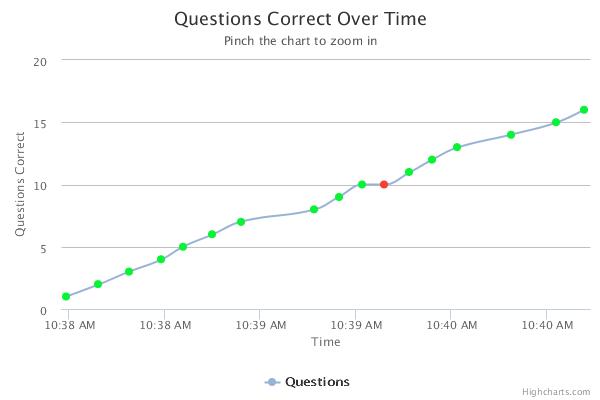 Questions Correct Over Time
Pinch the chart to zoom in
20
15
10
5
0
Questions Correct
10:38 AM 10:38 AM 10:39 AM 10:39 AM 10:40 AM 10:40 AM
Time
Questions
Highcharts.com